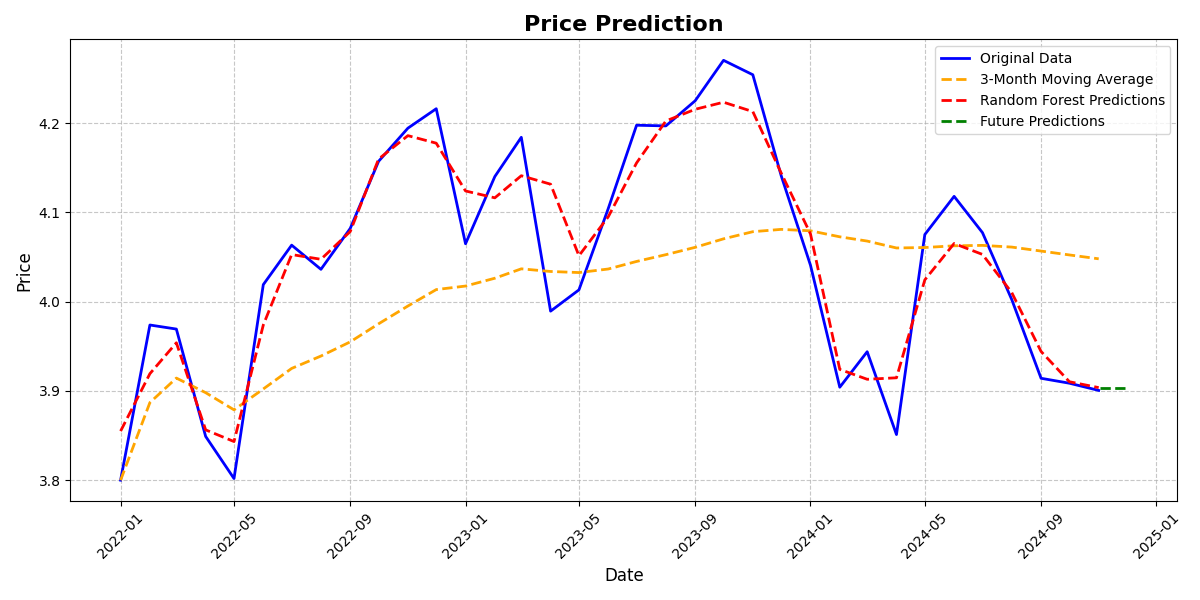 Price Prediction
Original Data
3-Month Moving Average
Random Forest Predictions
Future Predictions
Price
4.2
4.1
4.0
3.9
3.8
2022-01
2022-05
2022-09
2023-01
2023-05
2023-09
2024-01
2024-05
2024-09
2025-01
Date